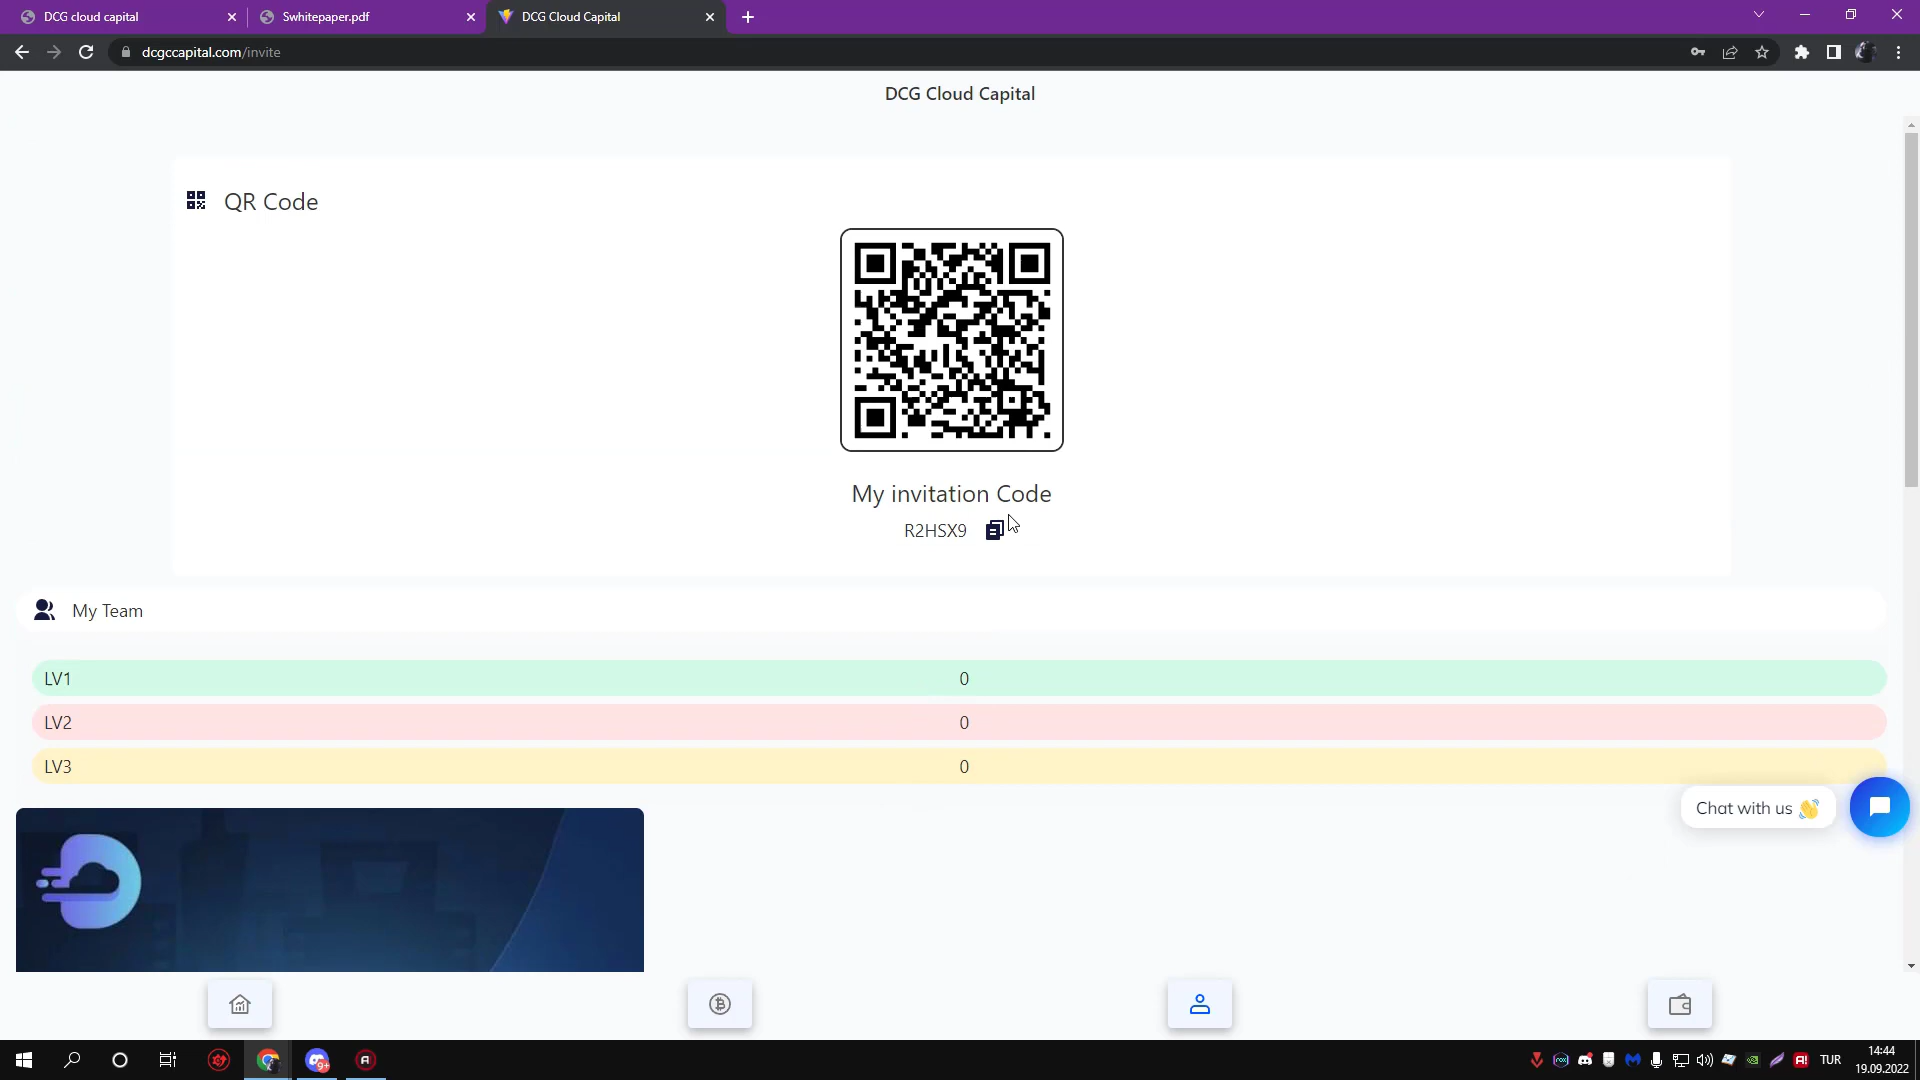 DCG cloud capital
Swhitepaper.pdf
DCG Cloud Capital
dcgccapital.com/invite
DCG Cloud Capital
QR Code
My invitation Code
R2HSX9
My Team
LV1 0
LV2 0
LV3 0
Chat with us 👋
9+
TUR
14:44
19.09.2022